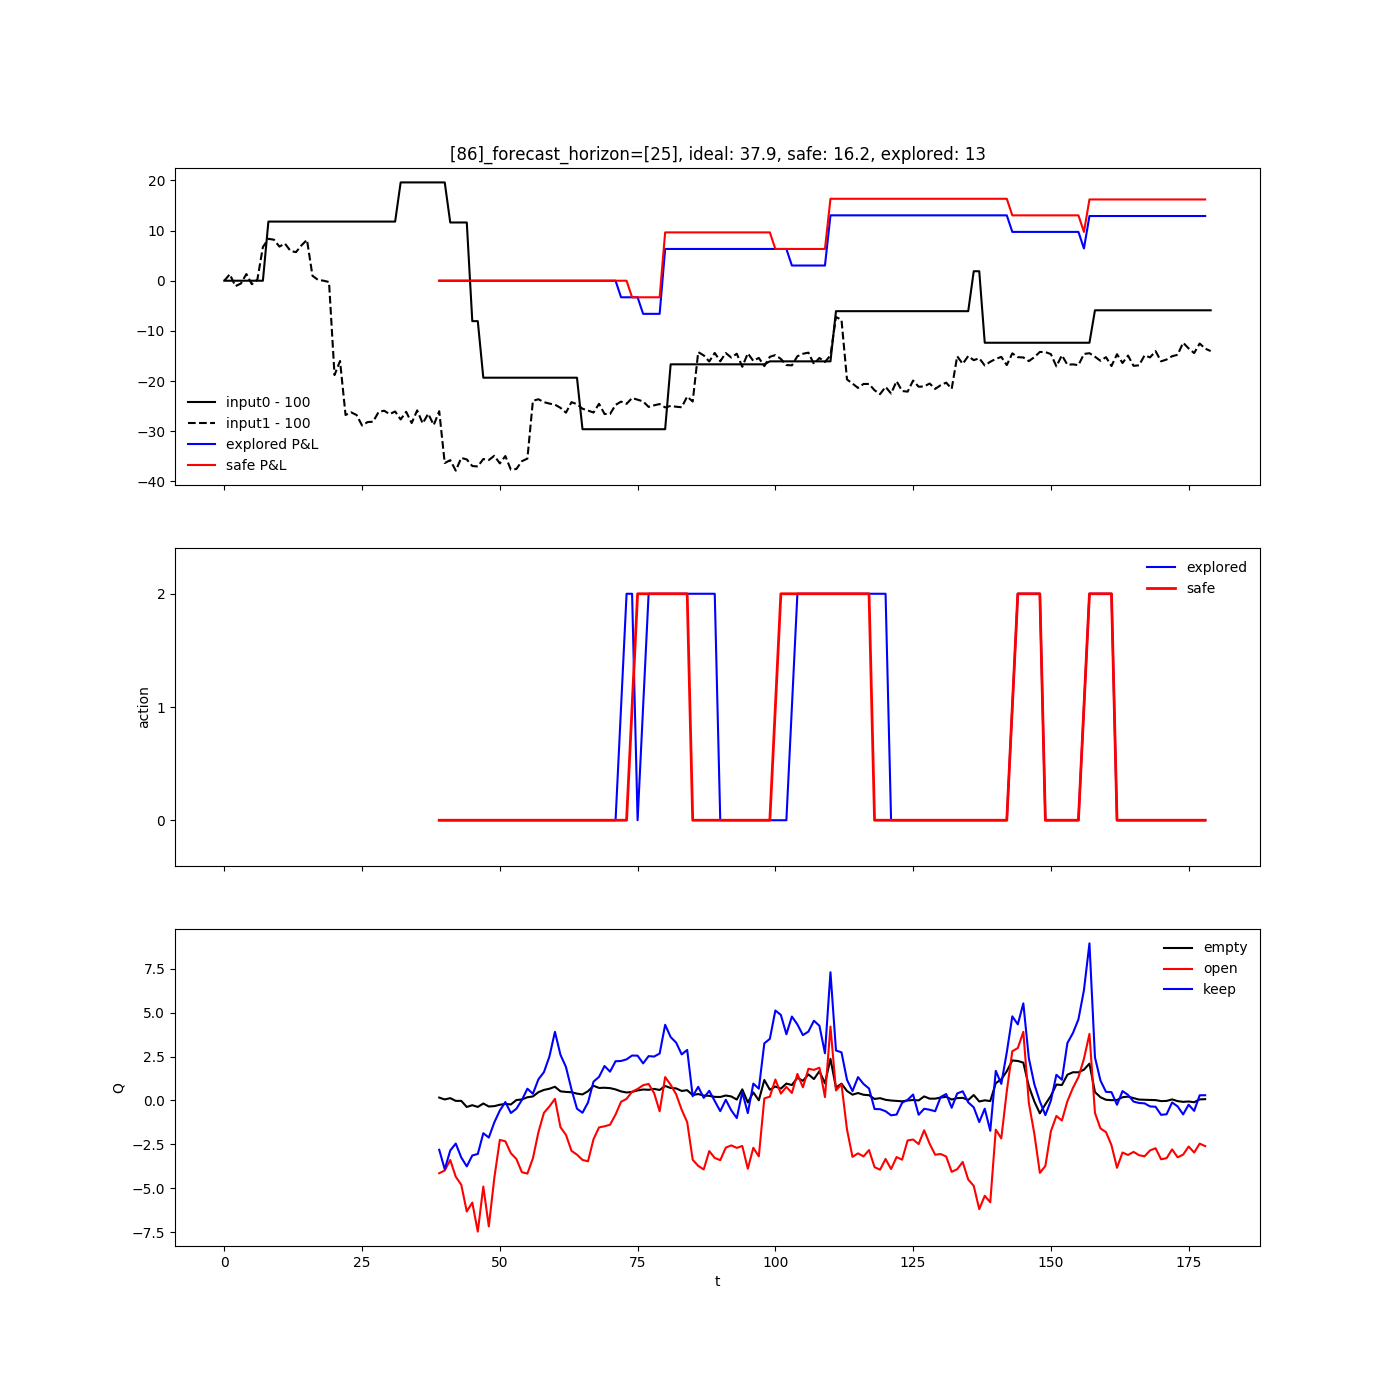 [86]_forecast_horizon=[25], ideal: 37.9, safe: 16.2, explored: 13
20
10
0
−10
−20
−30
−40
input0 - 100
input1 - 100
explored P&L
safe P&L
action
2
1
0
explored
safe
Q
7.5
5.0
2.5
0.0
−2.5
−5.0
−7.5
empty
open
keep
0 25 50 75 100 125 150 175
t